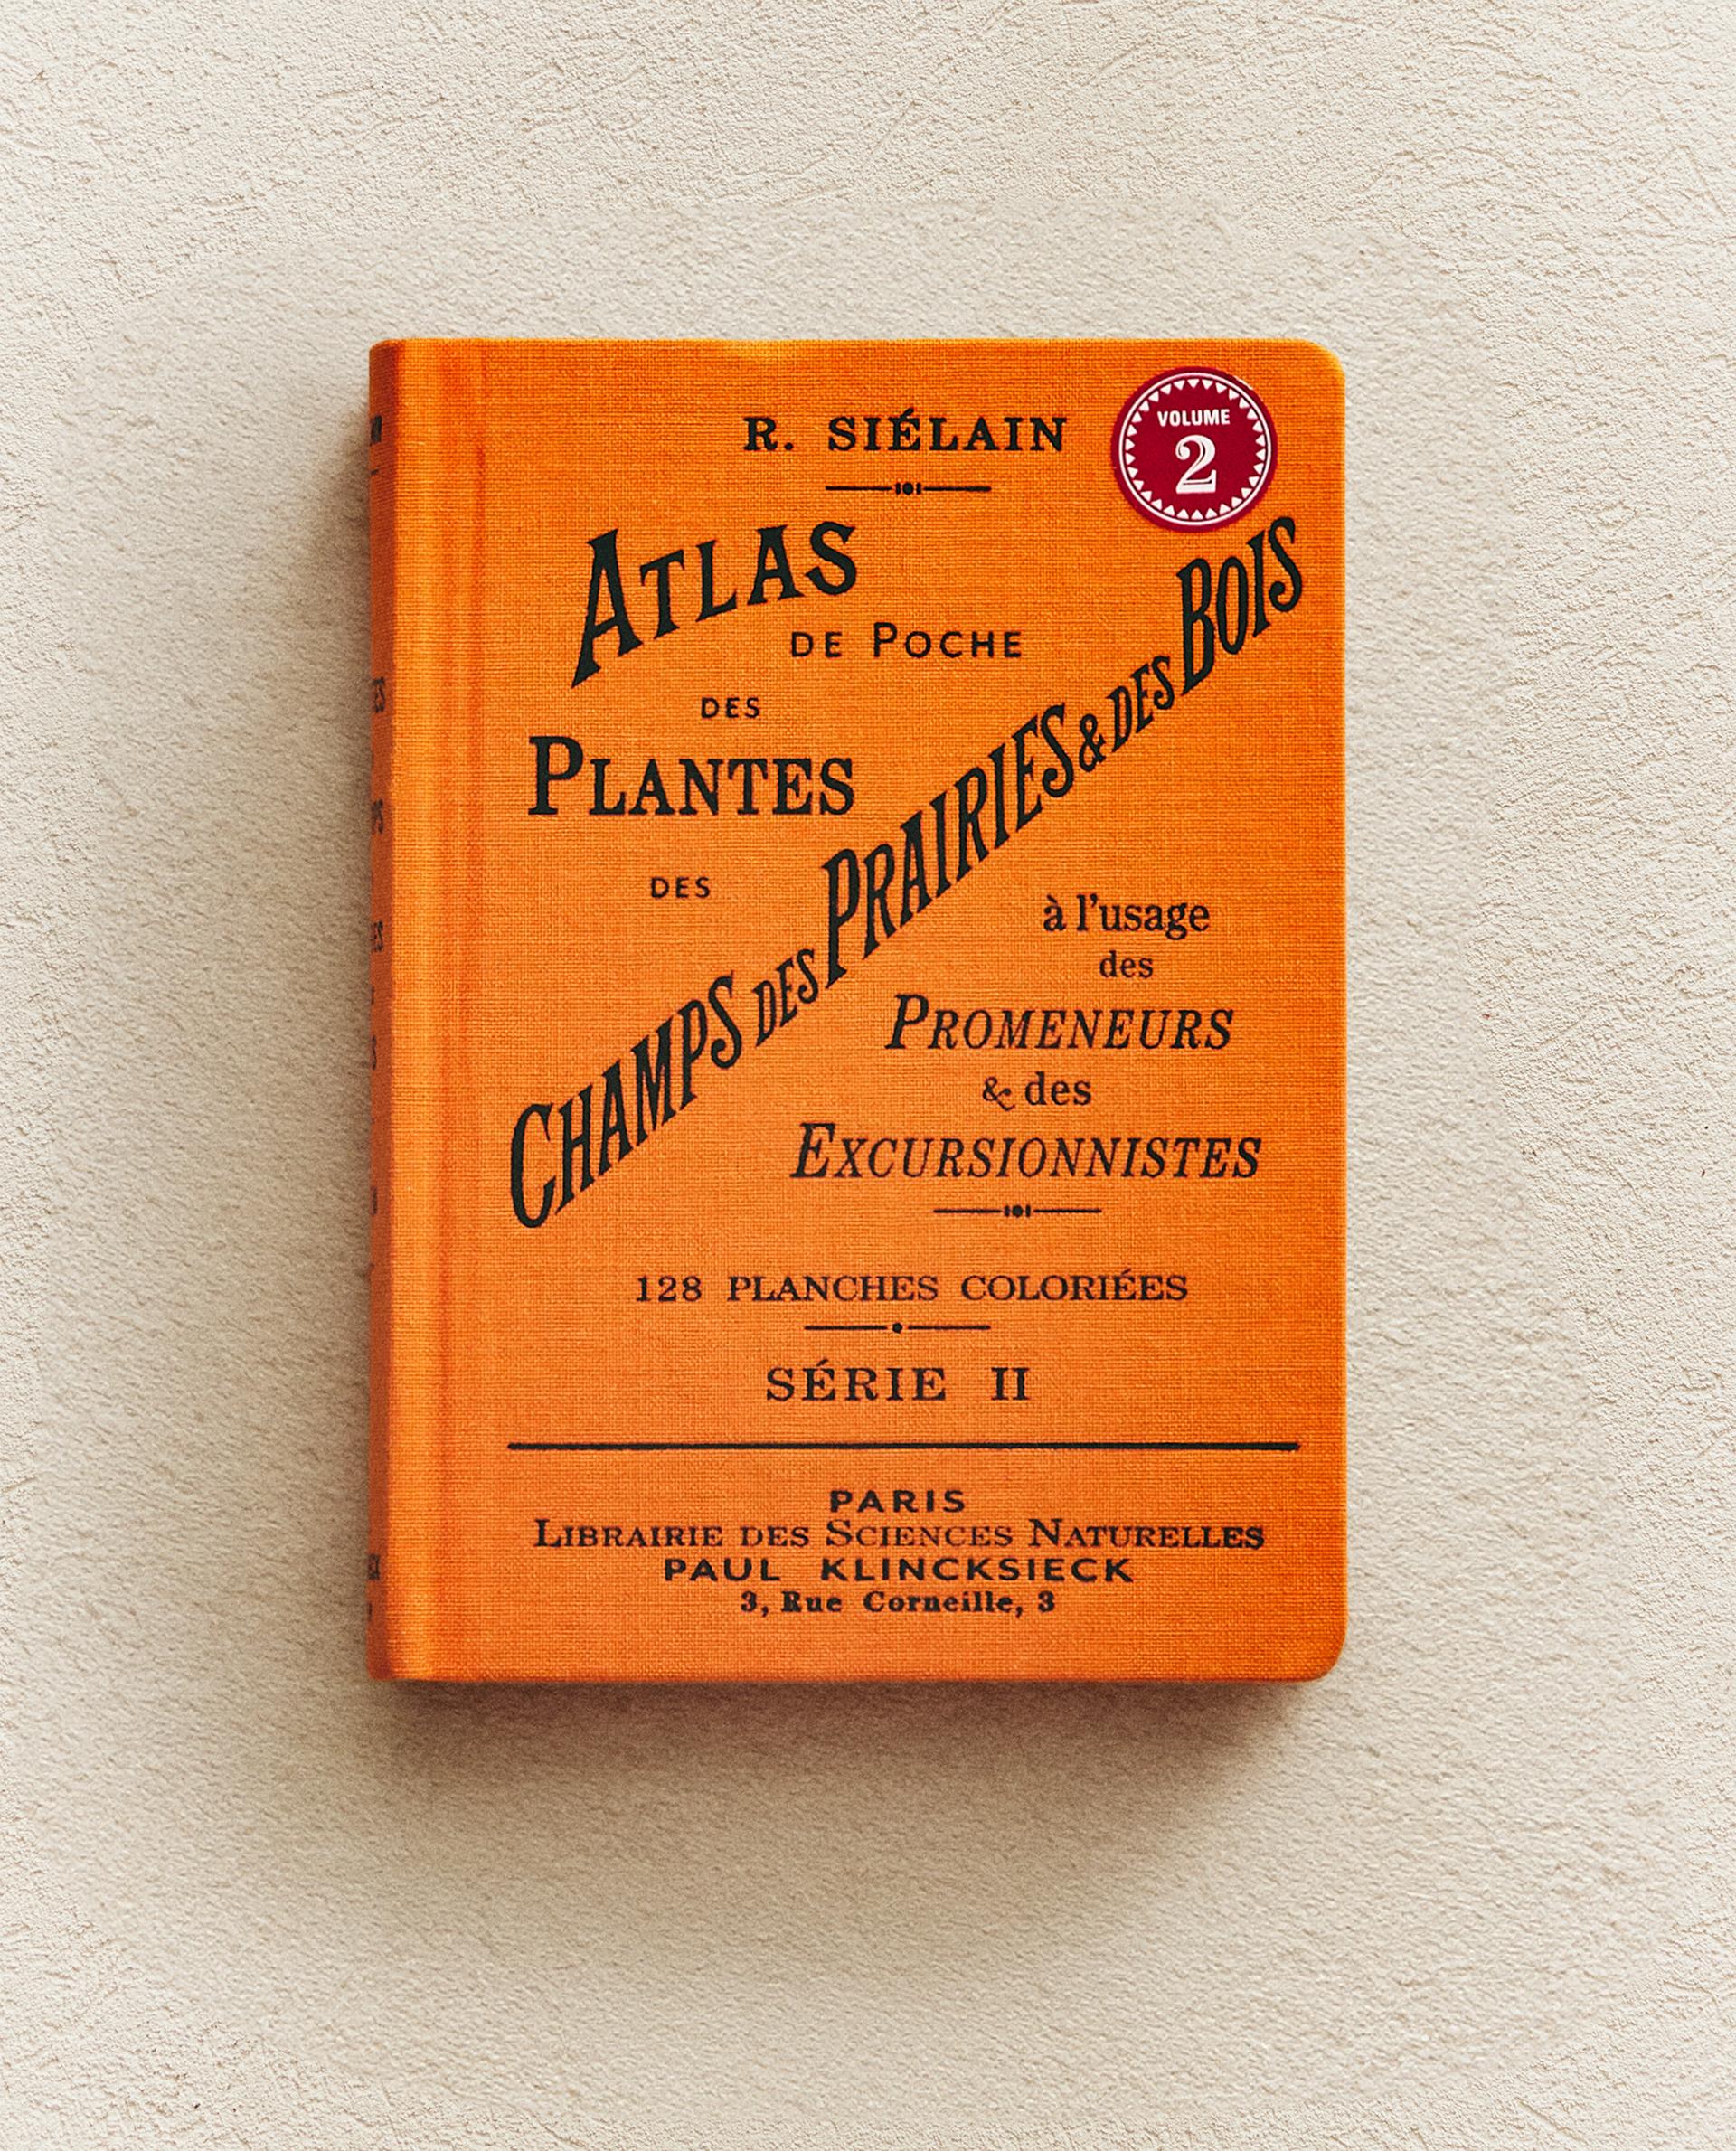 R. SIÉLAIN
VOLUME
2
ATLAS
DE POCHE
DES
PLANTES
DES
CHAMPS DES PRAIRIES & DES BOIS
à l'usage
des
PROMENEURS
& des
EXCURSIONNISTES
128 PLANCHES COLORIÉES
SÉRIE II
PARIS
LIBRAIRIE DES SCIENCES NATURELLES
PAUL KLINCKSIECK
3, Rue Corneille, 3